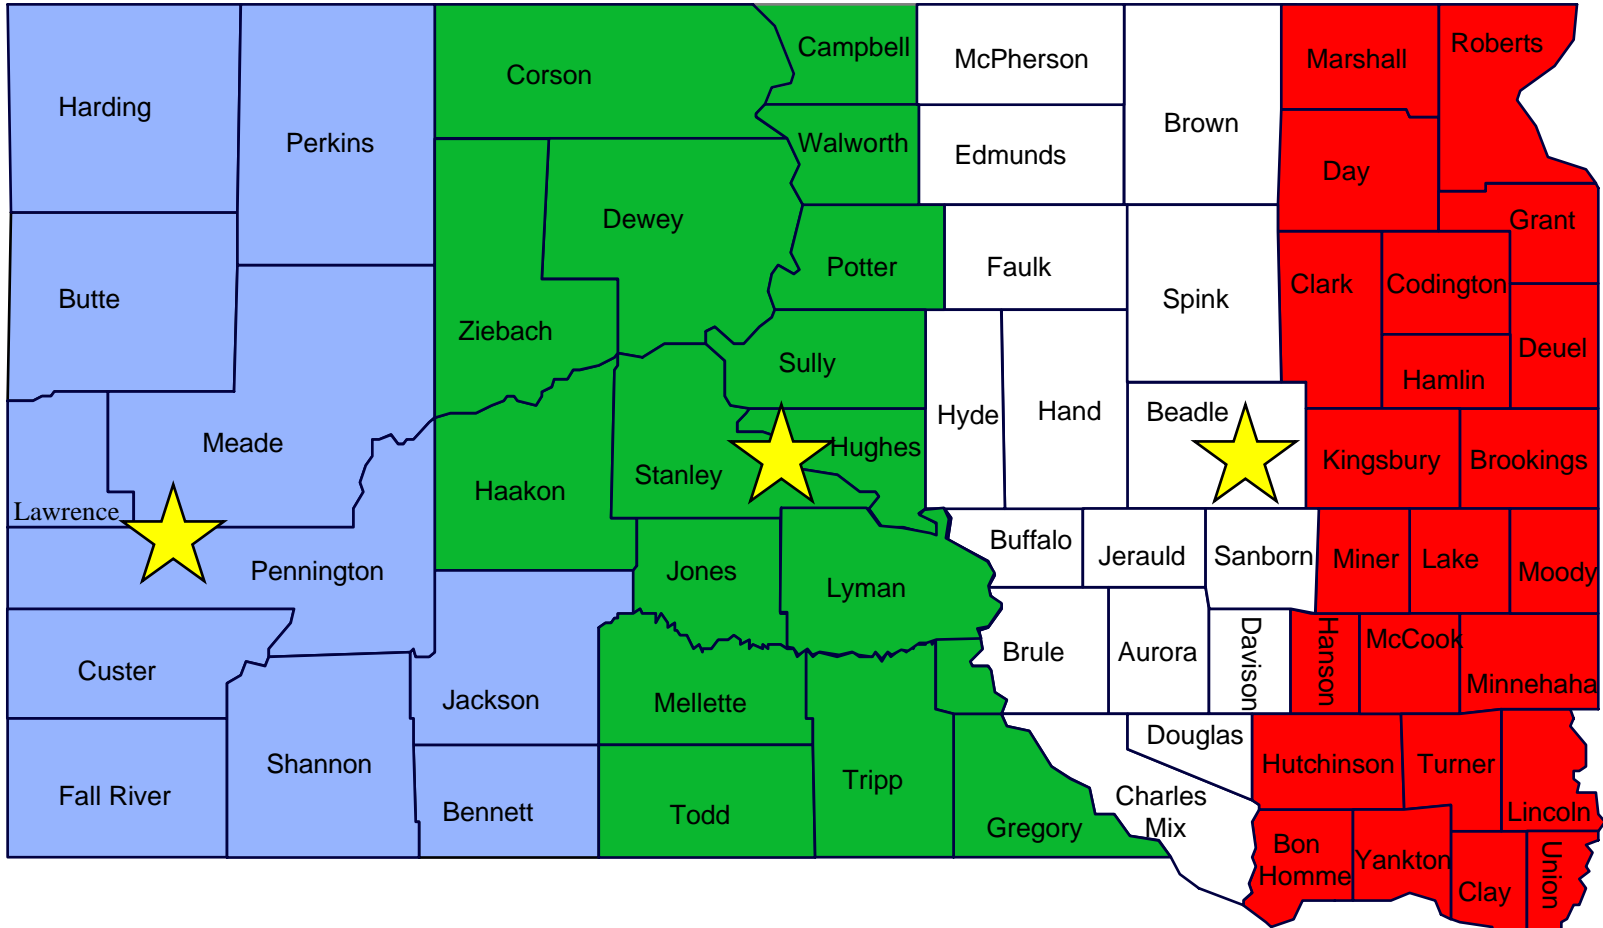 Harding
Perkins
Corson
Campbell
McPherson
Brown
Marshall
Roberts
Walworth
Edmunds
Day
Dewey
Grant
Butte
Ziebach
Potter
Faulk
Spink
Clark
Codington
Deuel
Sully
Hamlin
Meade
Hyde
Hand
Beadle
Haakon
Stanley
Hughes
Kingsbury
Brookings
Lawrence
Pennington
Jones
Lyman
Buffalo
Jerauld
Sanborn
Miner
Lake
Moody
Custer
Jackson
Mellette
Brule
Aurora
Davison
Hanson
McCook
Minnehaha
Fall River
Shannon
Bennett
Todd
Tripp
Gregory
Douglas
Charles
Mix
Hutchinson
Turner
Lincoln
Bon
Homme
Yankton
Clay
Union